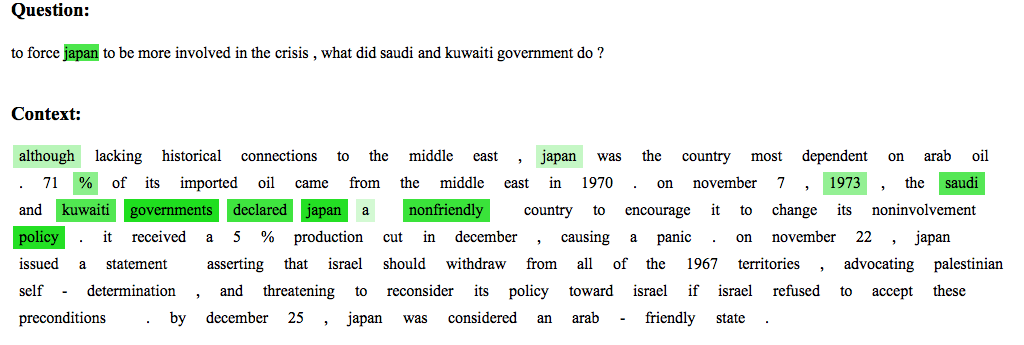 Question:
to force japan to be more involved in the crisis , what did saudi and kuwaiti government do ?
Context:
although lacking historical connections to the middle east , japan was the country most dependent on arab oil
. 71 % of its imported oil came from the middle east in 1970 . on november 7 , 1973 , the saudi
and kuwaiti governments declared japan a nonfriendly country to encourage it to change its noninvolvement
policy . it received a 5 % production cut in december , causing a panic . on november 22 , japan
issued a statement asserting that israel should withdraw from all of the 1967 territories , advocating palestinian
self - determination , and threatening to reconsider its policy toward israel if israel refused to accept these
preconditions . by december 25 , japan was considered an arab - friendly state .